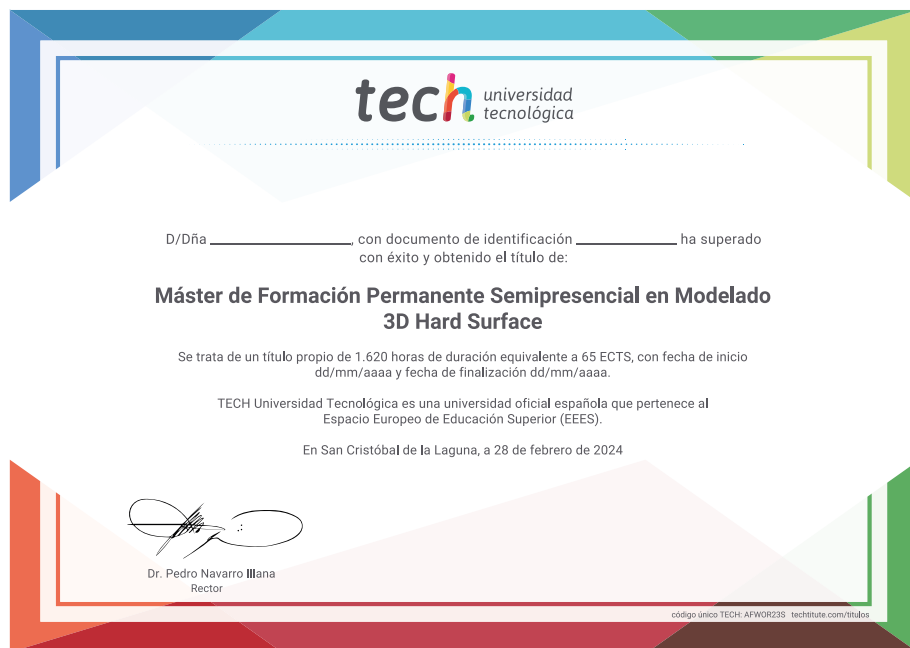 tech universidad
tecnológica
D/Dña ____________________, con documento de identificación ______________ ha superado
con éxito y obtenido el título de:
Máster de Formación Permanente Semipresencial en Modelado
3D Hard Surface
Se trata de un título propio de 1.620 horas de duración equivalente a 65 ECTS, con fecha de inicio
dd/mm/aaaa y fecha de finalización dd/mm/aaaa.
TECH Universidad Tecnológica es una universidad oficial española que pertenece al
Espacio Europeo de Educación Superior (EEES).
En San Cristóbal de la Laguna, a 28 de febrero de 2024
Dr. Pedro Navarro Illana
Rector
código único TECH: AFWOR23S techtitute.com/titulos